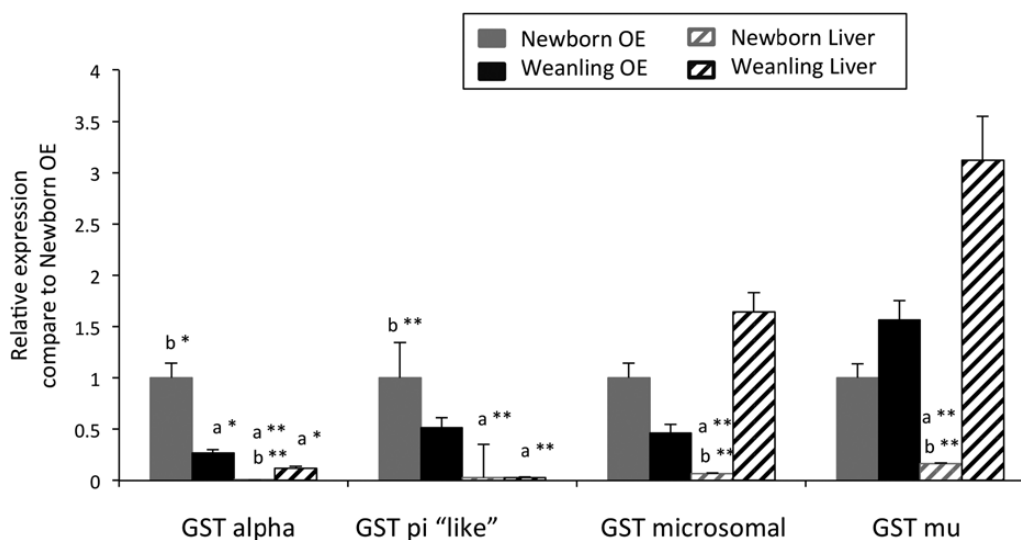 Newborn OE
Newborn Liver
Weanling OE
Weanling Liver
Relative expression
compare to Newborn OE
4
3.5
3
2.5
2
1.5
1
0.5
0
b *
a *
a **
b **
a *
b **
a **
a **
a **
b **
a **
b **
GST alpha
GST pi “like”
GST microsomal
GST mu